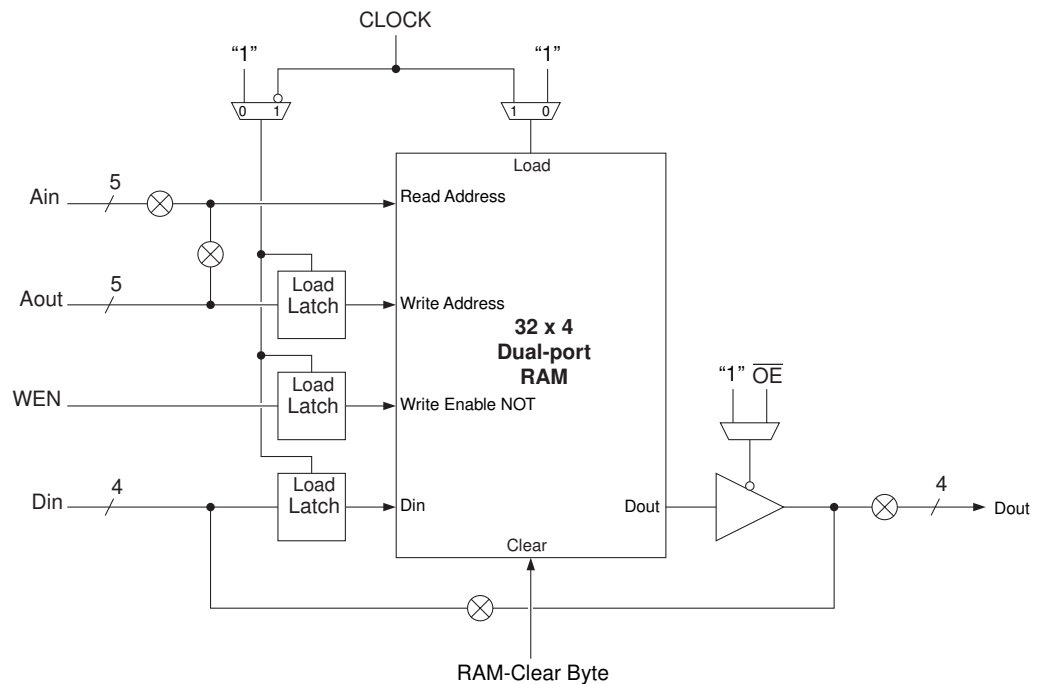 CLOCK
“1”
“1”
0 1
1 0
Load
Ain
5
Read Address
Aout
5
Load
Latch
Write Address
32 x 4
Dual-port
RAM
“1” OE
WEN
Load
Latch
Write Enable NOT
Din
4
Load
Latch
Din
Dout
4
Dout
Clear
RAM-Clear Byte